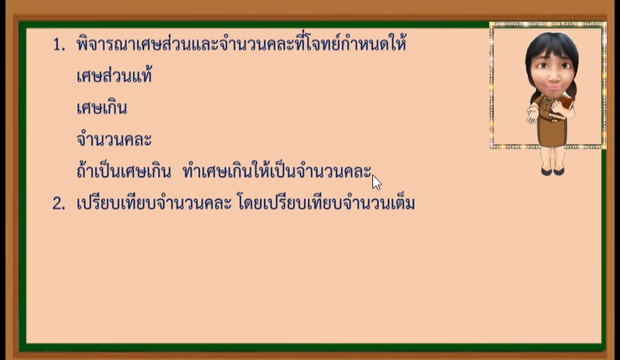 1. พิจารณาเศษส่วนและจำนวนคละที่โจทย์กำหนดให้
เศษส่วนแท้
เศษเกิน
จำนวนคละ
ถ้าเป็นเศษเกิน ทำเศษเกินให้เป็นจำนวนคละ
2. เปรียบเทียบจำนวนคละ โดยเปรียบเทียบจำนวนเต็ม